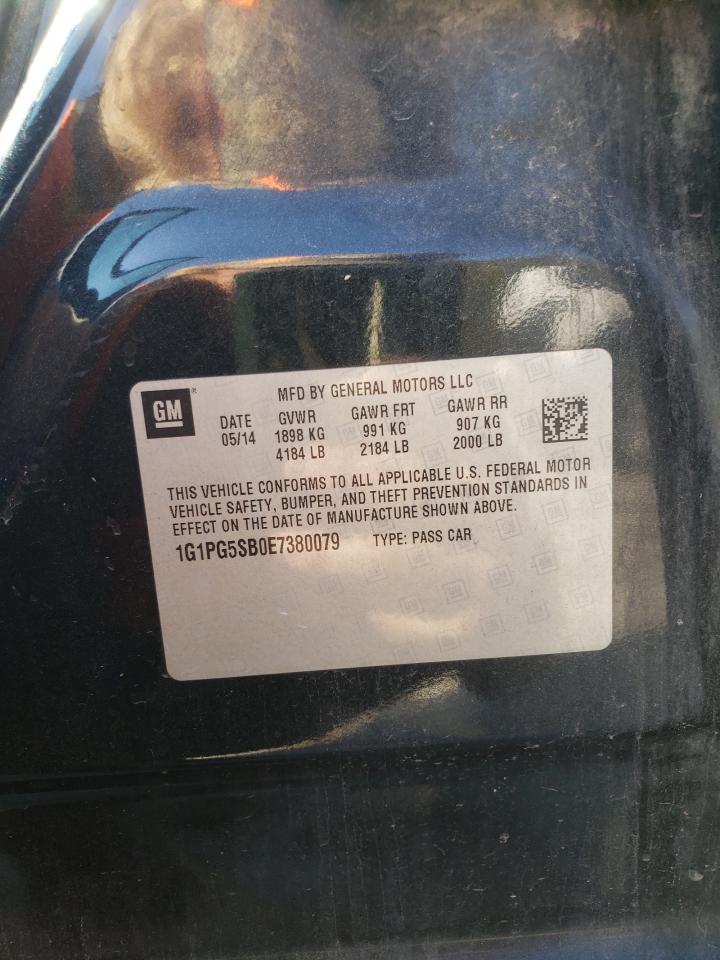 GM ®
MFD BY GENERAL MOTORS LLC
DATE GVWR GAWR FRT GAWR RR
05/14 1898 KG 991 KG 907 KG
4184 LB 2184 LB 2000 LB
THIS VEHICLE CONFORMS TO ALL APPLICABLE U.S. FEDERAL MOTOR
VEHICLE SAFETY, BUMPER, AND THEFT PREVENTION STANDARDS IN
EFFECT ON THE DATE OF MANUFACTURE SHOWN ABOVE.
1G1PG5SB0E7380079 TYPE: PASS CAR